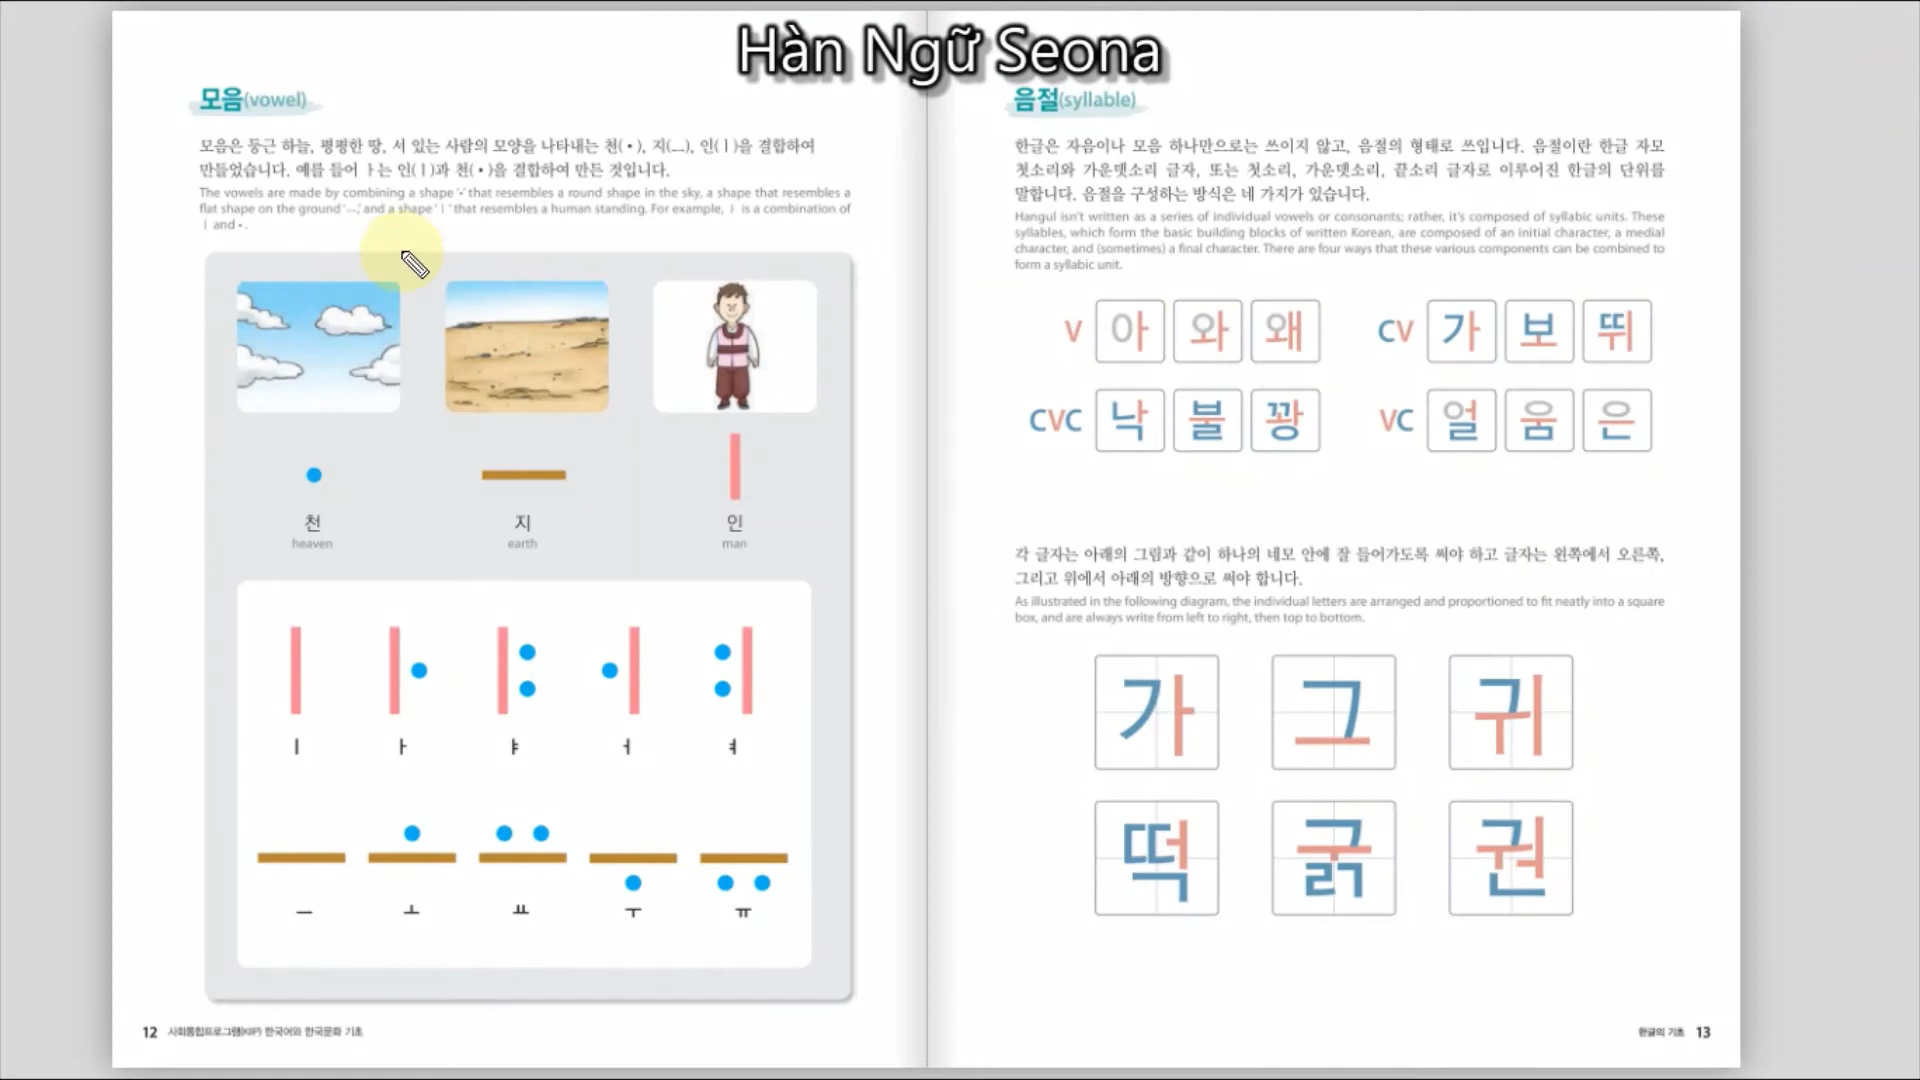 Hàn Ngữ Seona
모음(vowel)
모음은 둥근 하늘, 평평한 땅, 서 있는 사람의 모양을 나타내는 천(•), 지(ㅡ), 인(ㅣ)을 결합하여
만들었습니다. 예를 들어 ㅏ는 인(ㅣ)과 천(•)을 결합하여 만든 것입니다.
The vowels are made by combining a shape '•' that resembles a round shape in the sky, a shape that resembles a
flat shape on the ground 'ㅡ,' and a shape 'ㅣ' that resembles a human standing. For example, ㅏ is a combination of
ㅣ and •.
천 지 인
heaven earth man
ㅣ ㅏ ㅑ ㅓ ㅕ
ㅡ ㅗ ㅛ ㅜ ㅠ
12 사회통합프로그램(KIIP) 한국어와 한국문화 기초
음절(syllable)
한글은 자음이나 모음 하나만으로는 쓰이지 않고, 음절의 형태로 쓰입니다. 음절이란 한글 자모
첫소리와 가운뎃소리 글자, 또는 첫소리, 가운뎃소리, 끝소리 글자로 이루어진 한글의 단위를
말합니다. 음절을 구성하는 방식은 네 가지가 있습니다.
Hangul isn't written as a series of individual vowels or consonants; rather, it's composed of syllabic units. These
syllables, which form the basic building blocks of written Korean, are composed of an initial character, a medial
character, and (sometimes) a final character. There are four ways that these various components can be combined to
form a syllabic unit.
V 아 와 왜 CV 가 보 뛰
CVC 낙 불 꽝 VC 얼 움 은
각 글자는 아래의 그림과 같이 하나의 네모 안에 잘 들어가도록 써야 하고 글자는 왼쪽에서 오른쪽,
그리고 위에서 아래의 방향으로 써야 합니다.
As illustrated in the following diagram, the individual letters are arranged and proportioned to fit neatly into a square
box, and are always write from left to right, then top to bottom.
가 그 귀
떡 굵 권
한글의 기초 13